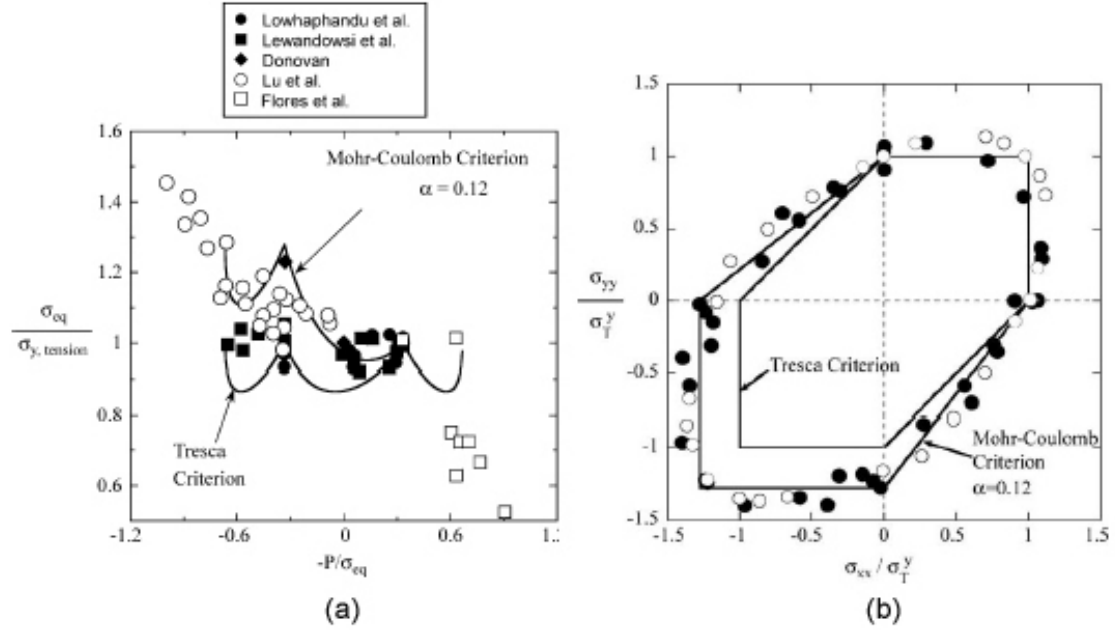 Lowhaphandu et al.
Lewandowsi et al.
Donovan
Lu et al.
Flores et al.
1.6
1.4
1.2
1
0.8
0.6
σeq
σy, tension
Mohr-Coulomb Criterion
α = 0.12
Tresca
Criterion
-1.2
-0.6
0
0.6
-P/σeq
(a)
1.5
1
0.5
0
-0.5
-1
-1.5
σyy
σTy
Tresca Criterion
Mohr-Coulomb
Criterion
α=0.12
-1.5
-1
-0.5
0
0.5
1
1.5
σxx / σTy
(b)